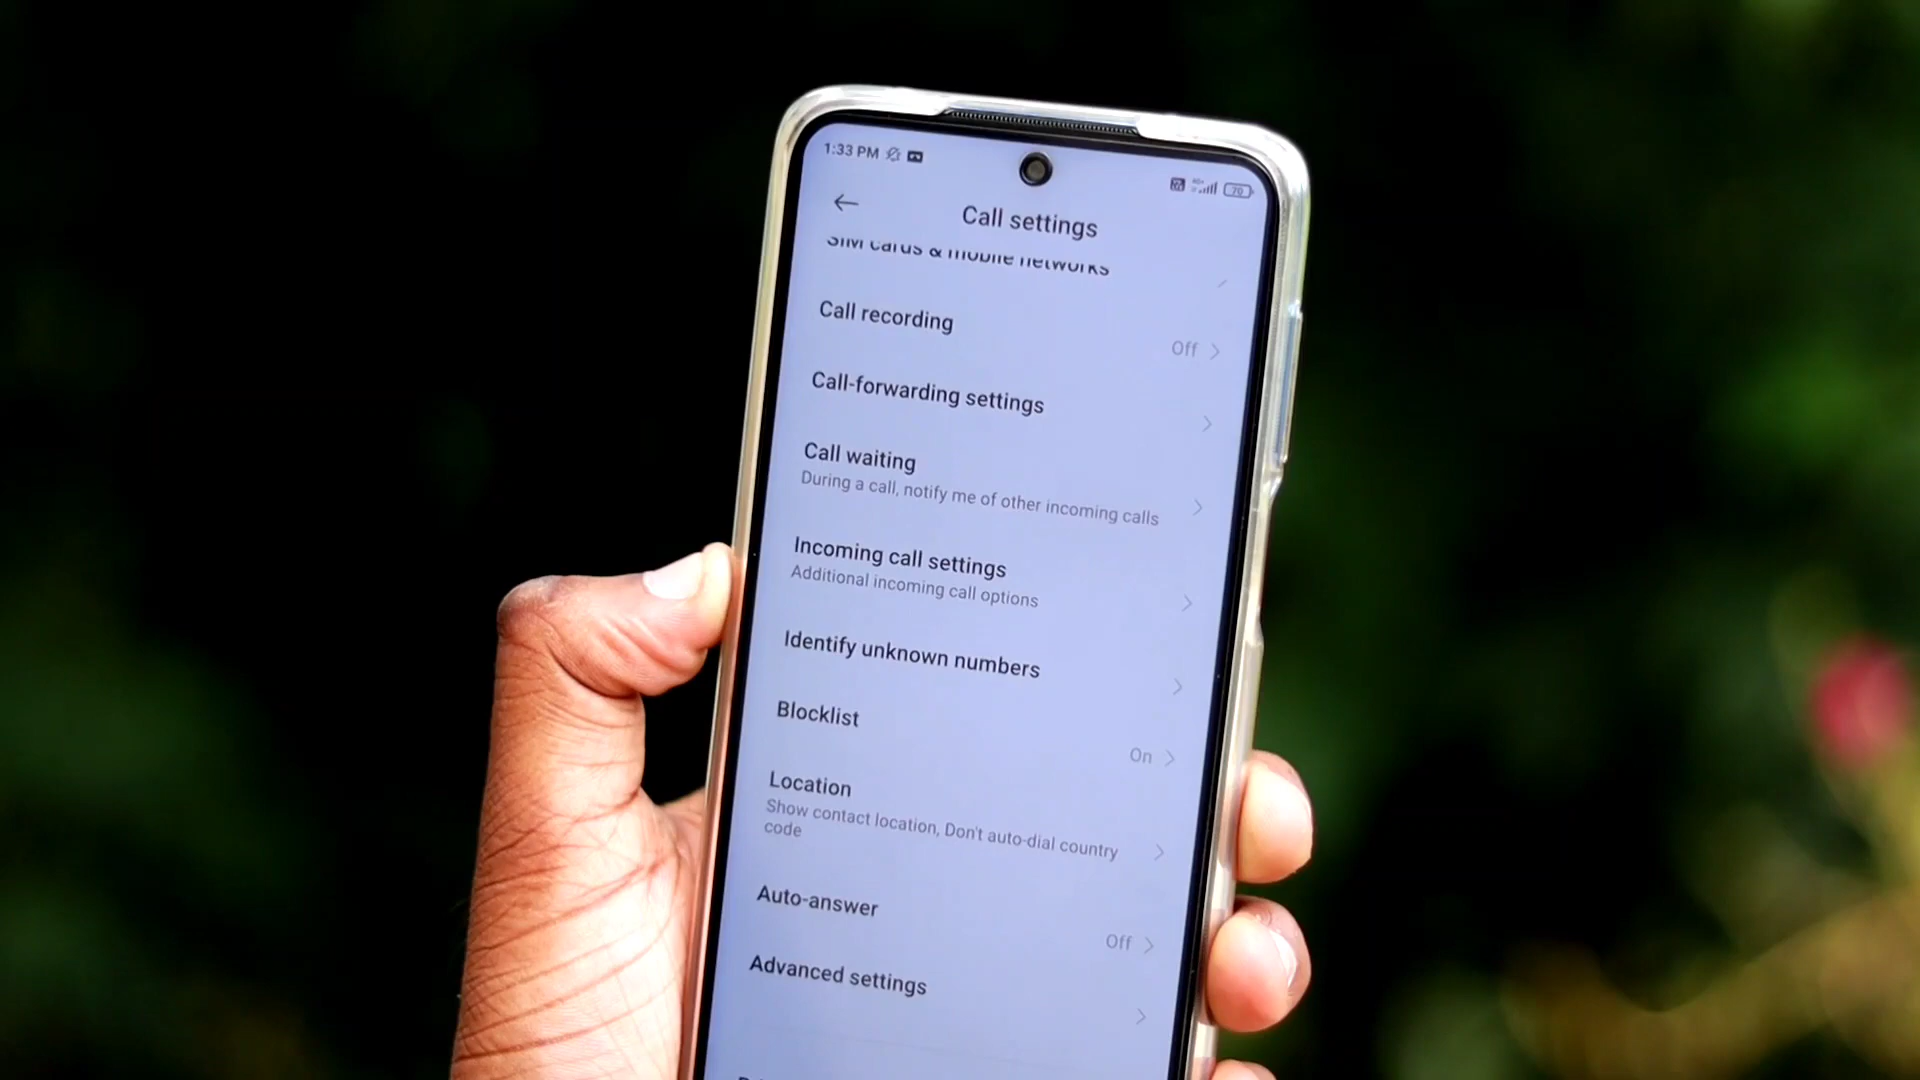 1:33 PM
70
Call settings
SIM cards & mobile networks
Call recording
Off
Call-forwarding settings
Call waiting
During a call, notify me of other incoming calls
Incoming call settings
Additional incoming call options
Identify unknown numbers
Blocklist
On
Location
Show contact location, Don't auto-dial country
code
Auto-answer
Off
Advanced settings